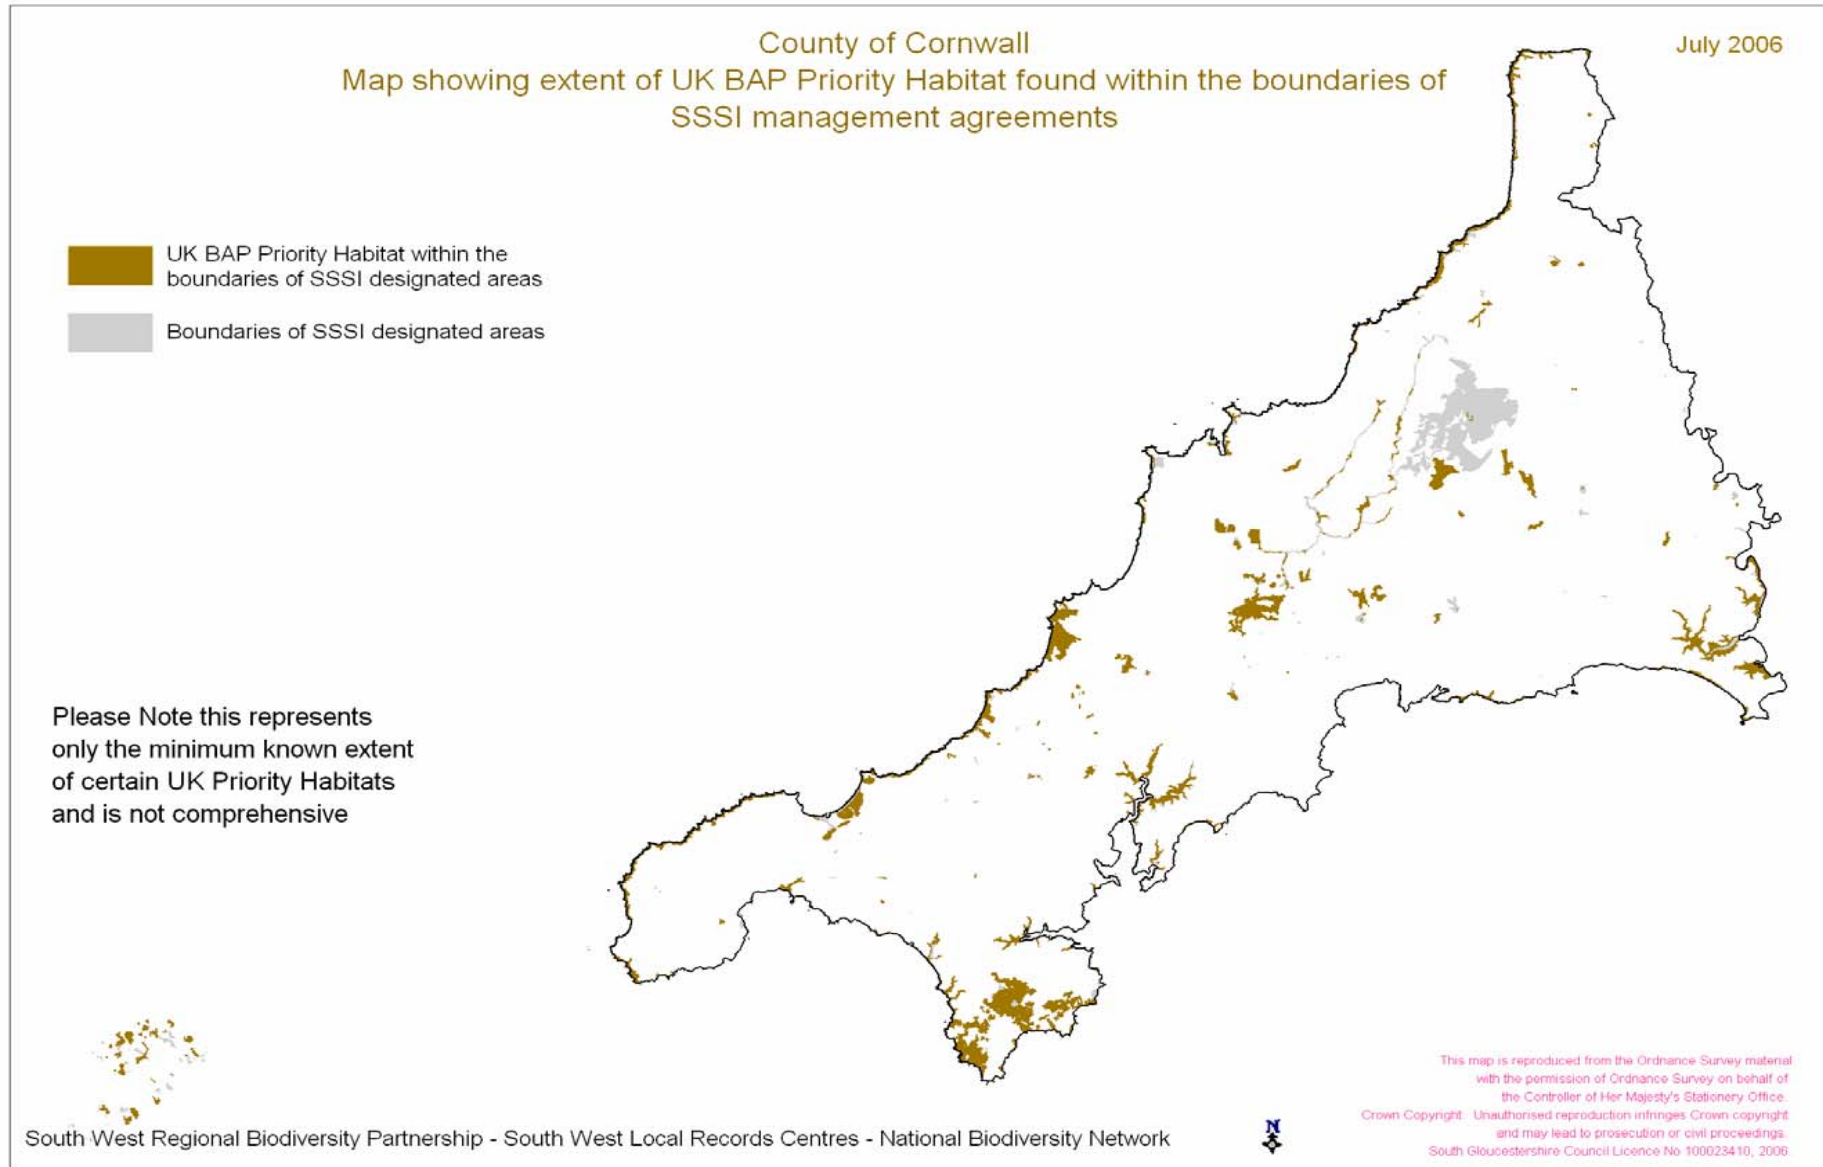 County of Cornwall
July 2006
Map showing extent of UK BAP Priority Habitat found within the boundaries of
SSSI management agreements
UK BAP Priority Habitat within the
boundaries of SSSI designated areas
Boundaries of SSSI designated areas
Please Note this represents
only the minimum known extent
of certain UK Priority Habitats
and is not comprehensive
This map is reproduced from the Ordnance Survey material
with the permission of Ordnance Survey on behalf of
the Controller of Her Majesty's Stationery Office.
Crown Copyright. Unauthorised reproduction infringes Crown copyright
and may lead to prosecution or civil proceedings.
South Gloucestershire Council Licence No 100023410, 2006.
South West Regional Biodiversity Partnership - South West Local Records Centres - National Biodiversity Network
N